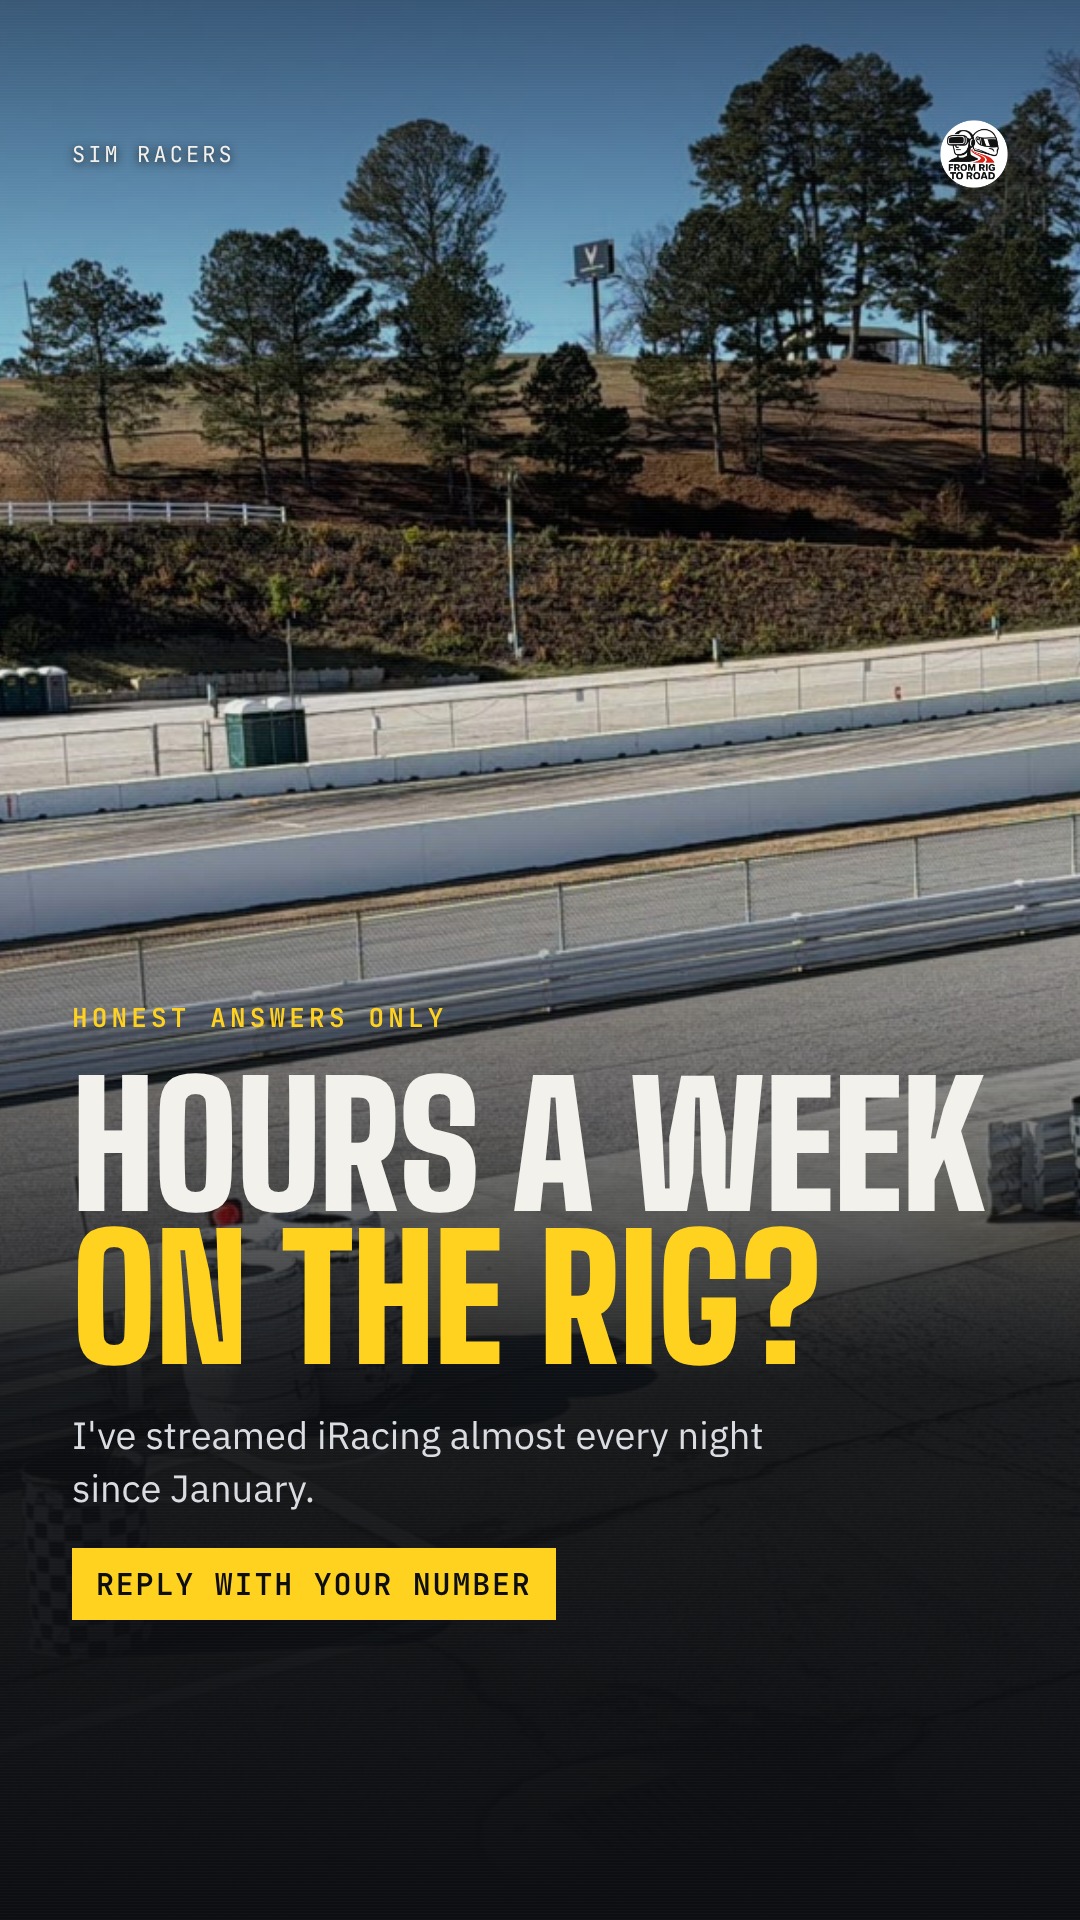 SIM RACERS
FROM RIG
TO ROAD
V
HONEST ANSWERS ONLY
HOURS A WEEK
ON THE RIG?
I've streamed iRacing almost every night
since January.
REPLY WITH YOUR NUMBER